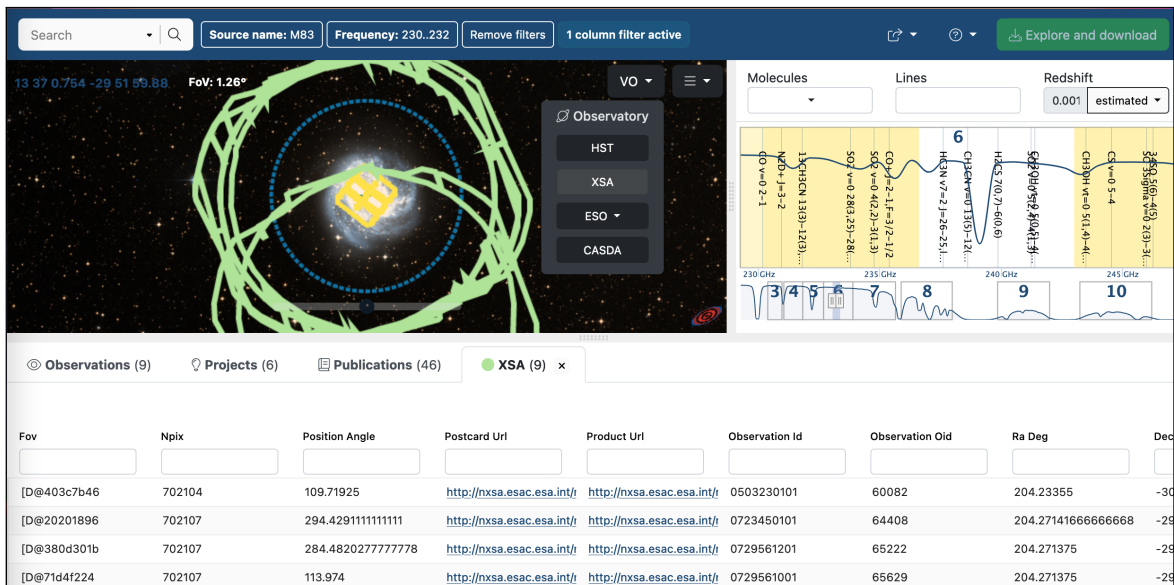 Search
Source name: M83
Frequency: 230..232
Remove filters
1 column filter active
Explore and download
13 37 0.754 -29 51 59.88
FoV: 1.26°
VO
Observatory
HST
XSA
ESO
CASDA
Molecules
Lines
Redshift
0.001
estimated
6
CO v=0 2-1
N2D+ J=3-2
13CH3CN 13(3)-12(3),...
SO2 v=0 28(3,25)-28(...
SO2 v=0 4(2,2)-3(1,3)
CO+ J=2-1,F=3/2-1/2
HC3N v7=2 J=26-25,l...
CH3CN v=0 13(5)-12(...
H2CS 7(0,7)-6(0,6)
CH3OH vt=0 5(1,4)-4(...
CS v=0 5-4
34SO 5(6)-4(5)
230 GHz
235 GHz
240 GHz
245 GHz
3 4 5 6 7 8 9 10
Observations (9)
Projects (6)
Publications (46)
XSA (9) x
Fov Npix Position Angle Postcard Url Product Url Observation Id Observation Oid Ra Deg Dec
[D@403c7b46 702104 109.71925 http://nxsa.esac.esa.int/r http://nxsa.esac.esa.int/r 0503230101 60082 204.23355 -30
[D@20201896 702107 294.4291111111111 http://nxsa.esac.esa.int/r http://nxsa.esac.esa.int/r 0723450101 64408 204.27141666666668 -29
[D@380d301b 702107 284.4820277777778 http://nxsa.esac.esa.int/r http://nxsa.esac.esa.int/r 0729561201 65222 204.271375 -29
[D@71d4f224 702107 113.974 http://nxsa.esac.esa.int/r http://nxsa.esac.esa.int/r 0729561001 65629 204.271375 -29